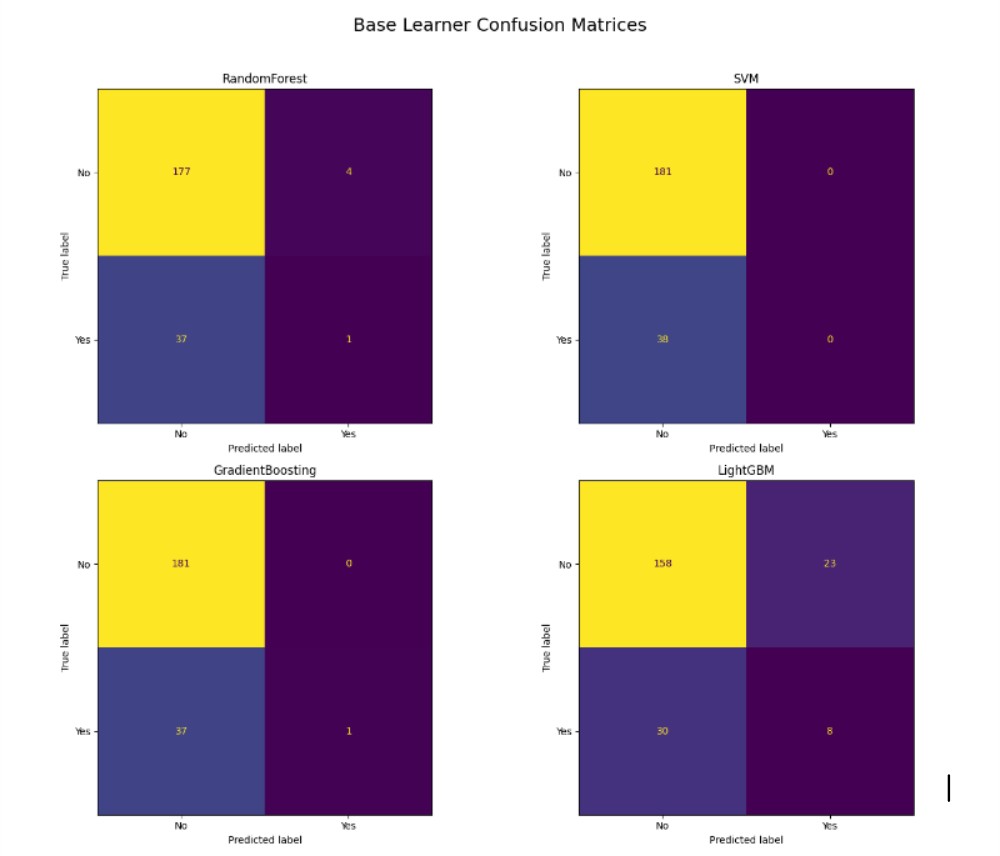 Base Learner Confusion Matrices
RandomForest
No
177
4
True label
Yes
37
1
No
Yes
Predicted label
SVM
No
181
0
True label
Yes
38
0
No
Yes
Predicted label
GradientBoosting
No
181
0
True label
Yes
37
1
No
Yes
Predicted label
LightGBM
No
158
23
True label
Yes
30
8
No
Yes
Predicted label